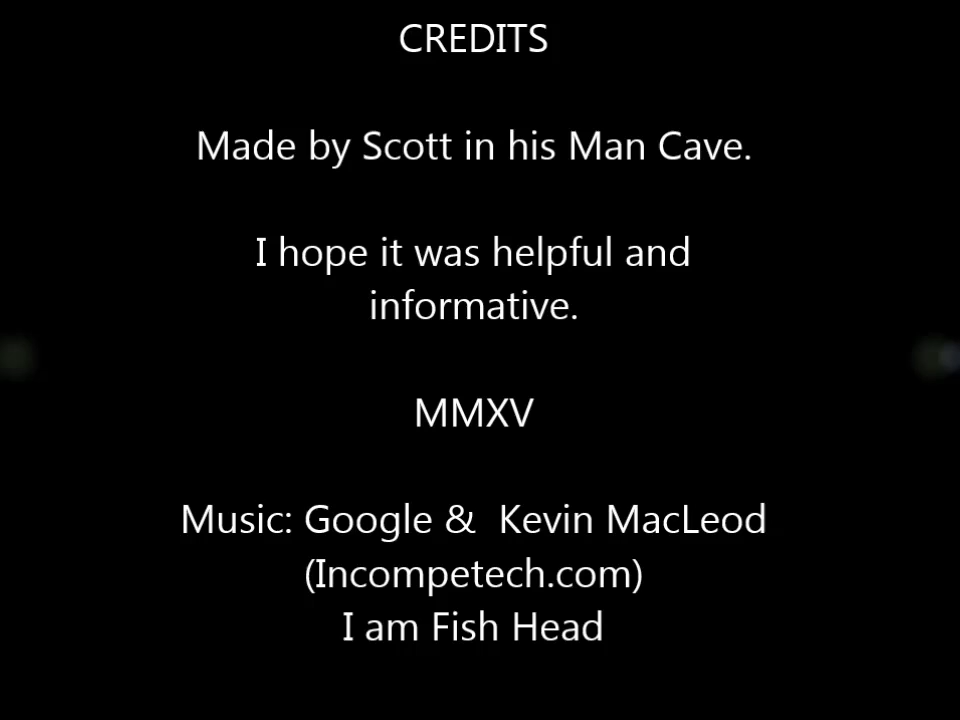 CREDITS
Made by Scott in his Man Cave.
I hope it was helpful and
informative.
MMXV
Music: Google &  Kevin MacLeod
(Incompetech.com)
I am Fish Head